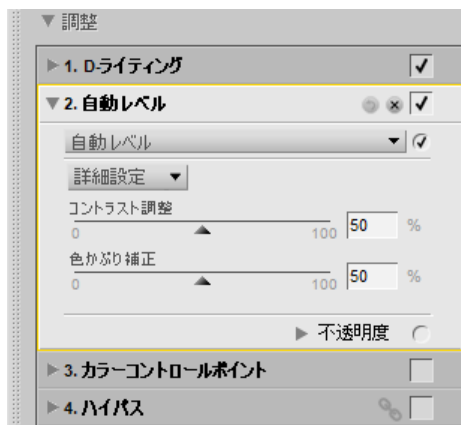 調整
1. D-ライティング
2. 自動レベル
自動レベル
詳細設定
コントラスト調整
0 100 50 %
色かぶり補正
0 100 50 %
不透明度
3. カラーコントロールポイント
4. ハイパス